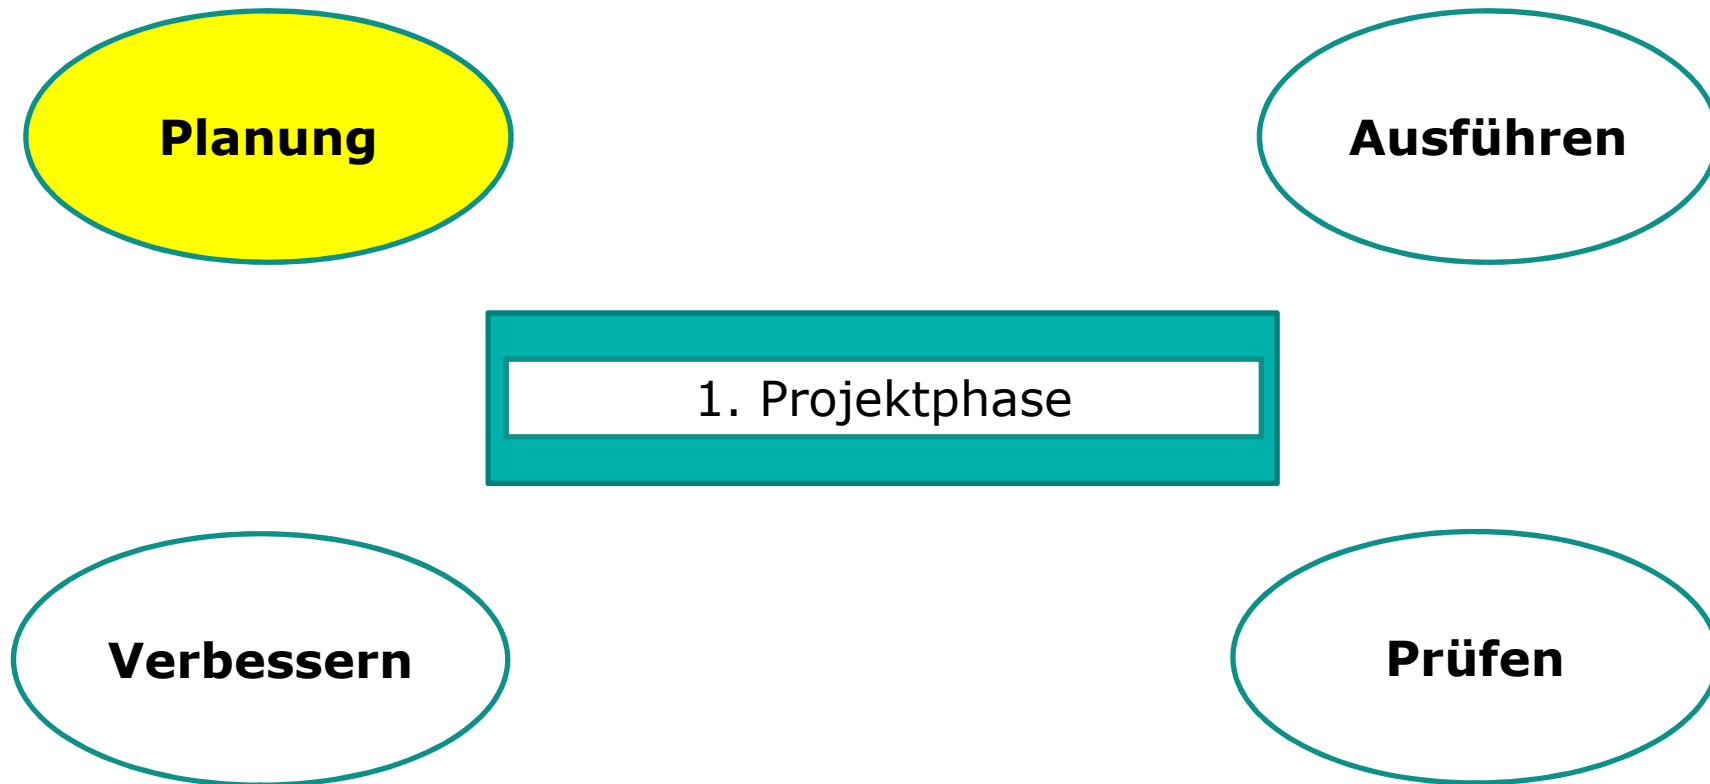 Planung
Ausführen
1. Projektphase
Verbessern
Prüfen